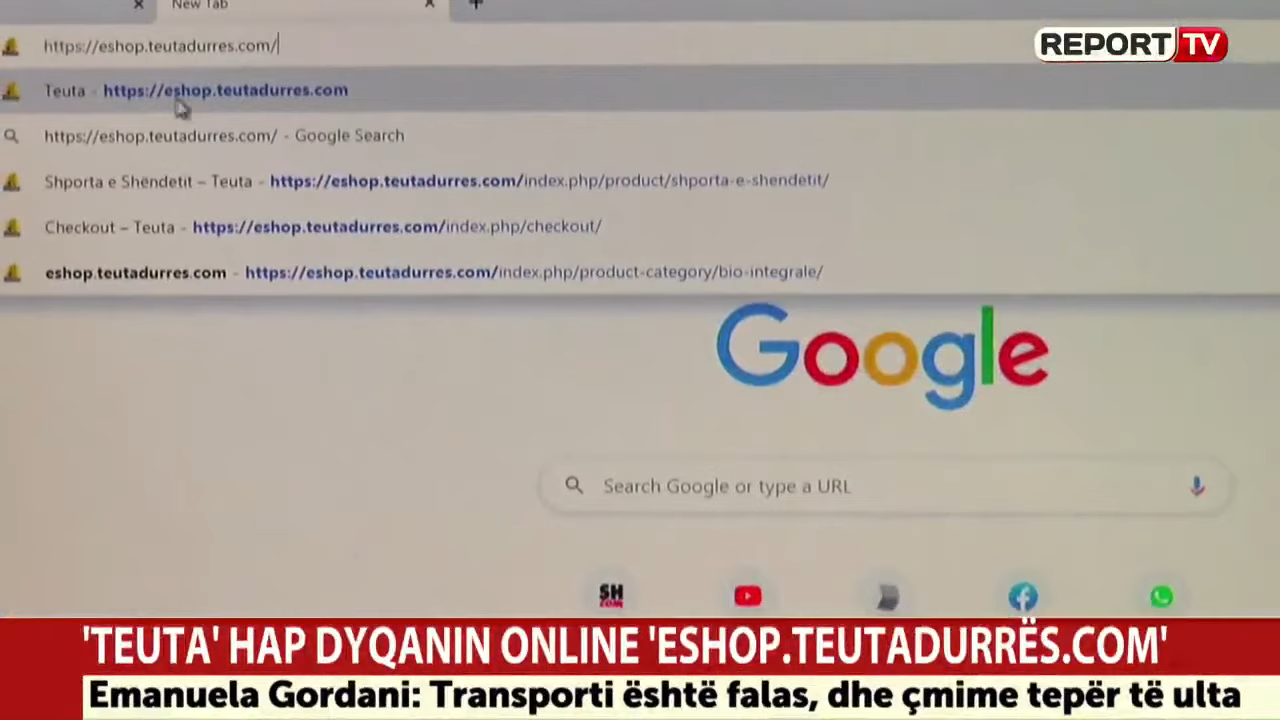 New Tab
https://eshop.teutadurres.com/
REPORT TV
Teuta - https://eshop.teutadurres.com
https://eshop.teutadurres.com/ - Google Search
Shporta e Shëndetit – Teuta - https://eshop.teutadurres.com/index.php/product/shporta-e-shendetit/
Checkout – Teuta - https://eshop.teutadurres.com/index.php/checkout/
eshop.teutadurres.com - https://eshop.teutadurres.com/index.php/product-category/bio-integrale/
Google
Search Google or type a URL
SH
'TEUTA' HAP DYQANIN ONLINE 'ESHOP.TEUTADURRËS.COM'
Emanuela Gordani: Transporti është falas, dhe çmime tepër të ulta